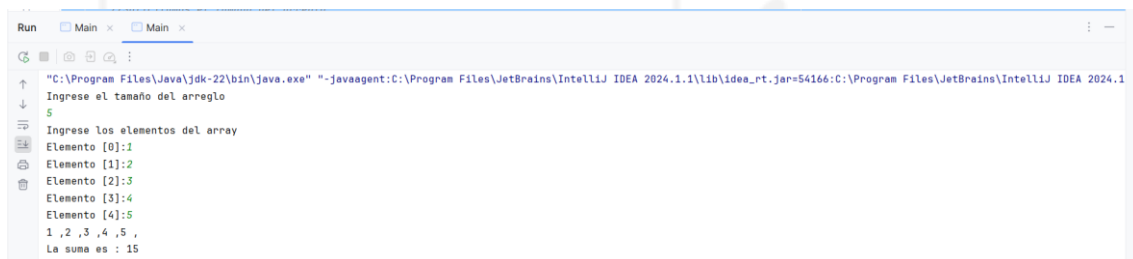 Run Main × Main ×
"C:\Program Files\Java\jdk-22\bin\java.exe" "-javaagent:C:\Program Files\JetBrains\IntelliJ IDEA 2024.1.1\lib\idea_rt.jar=54166:C:\Program Files\JetBrains\IntelliJ IDEA 2024.1
Ingrese el tamaño del arreglo
5
Ingrese los elementos del array
Elemento [0]:1
Elemento [1]:2
Elemento [2]:3
Elemento [3]:4
Elemento [4]:5
1 ,2 ,3 ,4 ,5 ,
La suma es : 15